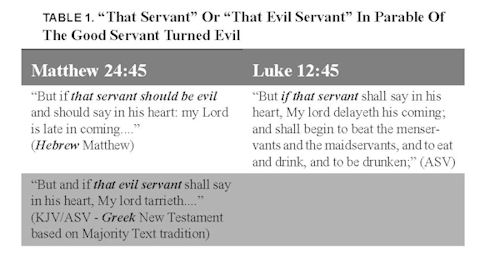 TABLE 1. “That Servant” Or “That Evil Servant” In Parable Of
The Good Servant Turned Evil
Matthew 24:45
“But if that servant should be evil
and should say in his heart: my Lord
is late in coming....”
(Hebrew Matthew)
“But and if that evil servant shall say
in his heart, My lord tarrieth....”
(KJV/ASV - Greek New Testament
based on Majority Text tradition)
Luke 12:45
“But if that servant shall say in his
heart, My lord delayeth his coming;
and shall begin to beat the menser-
vants and the maidservants, and to eat
and drink, and to be drunken;” (ASV)